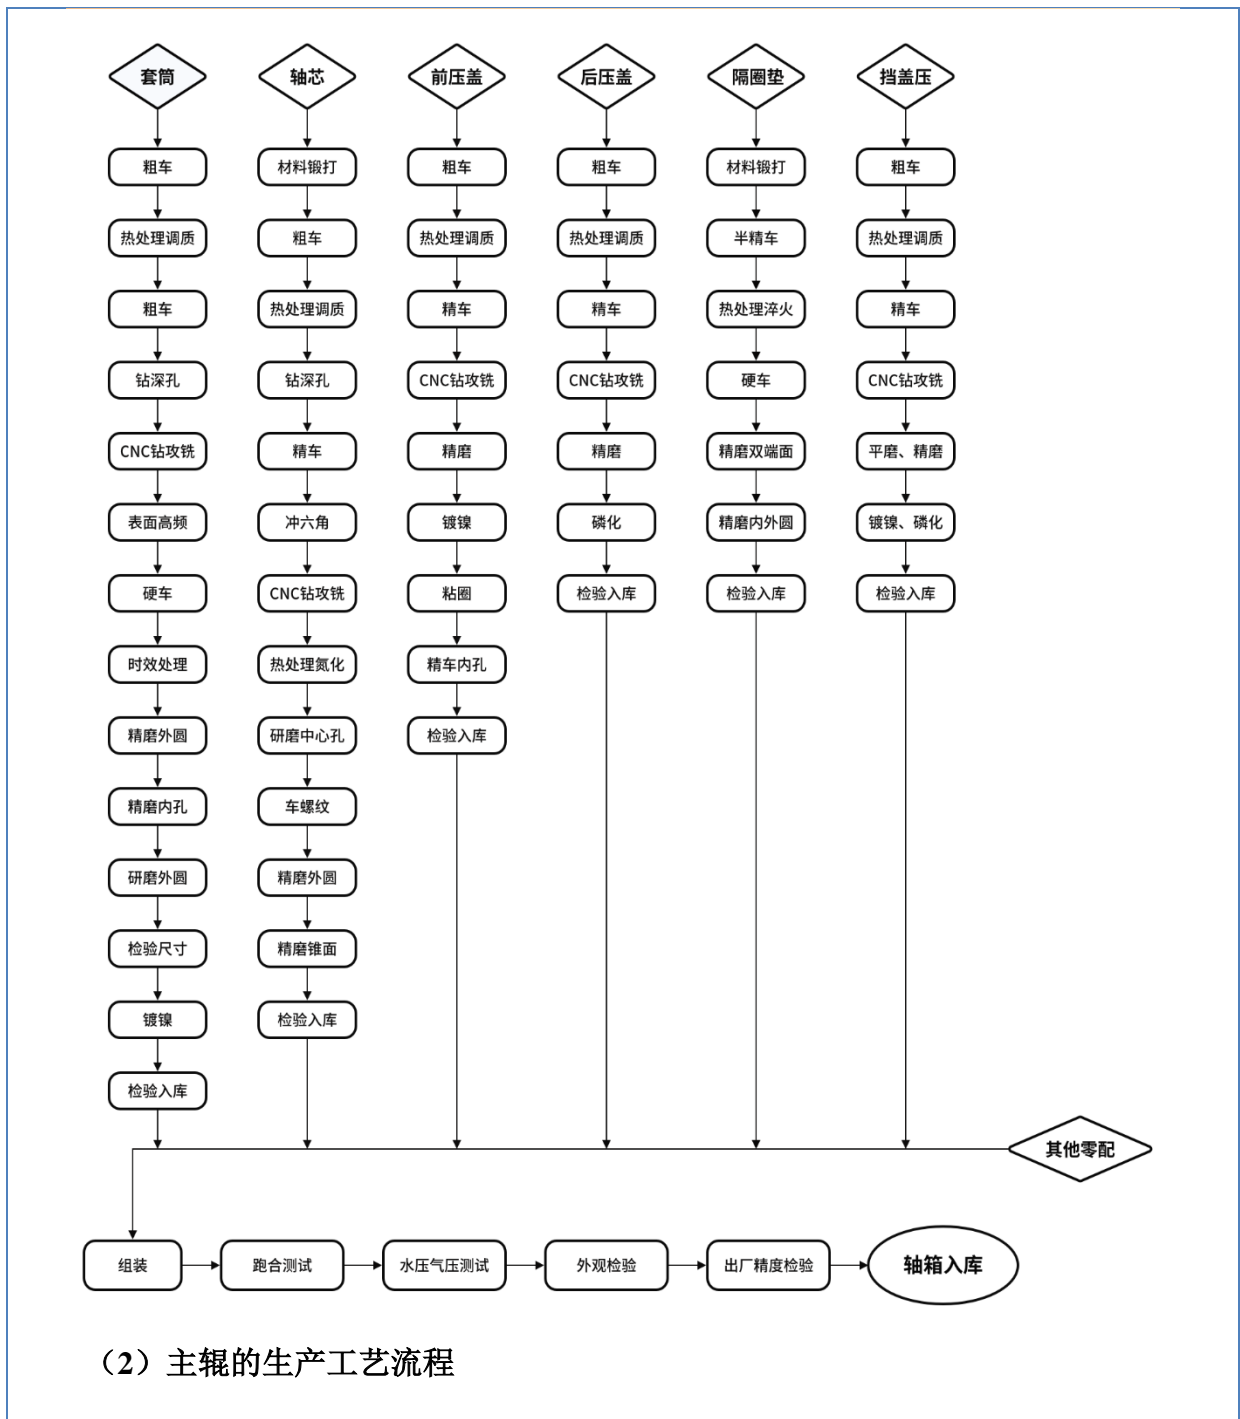 套筒 轴芯 前压盖 后压盖 隔圈垫 挡盖压
粗车 材料锻打 粗车 粗车 材料锻打 粗车
热处理调质 粗车 热处理调质 热处理调质 半精车 热处理调质
粗车 热处理调质 精车 精车 热处理淬火 精车
钻深孔 钻深孔 CNC钻攻铣 CNC钻攻铣 硬车 CNC钻攻铣
CNC钻攻铣 精车 精磨 精磨 精磨双端面 平磨、精磨
表面高频 冲六角 镀镍 磷化 精磨内外圆 镀镍、磷化
硬车 CNC钻攻铣 粘圈 检验入库 检验入库 检验入库
时效处理 热处理氮化 精车内孔
精磨外圆 研磨中心孔 检验入库
精磨内孔 车螺纹
研磨外圆 精磨外圆
检验尺寸 精磨锥面
镀镍 检验入库
检验入库
其他零配
组装 跑合测试 水压气压测试 外观检验 出厂精度检验 轴箱入库
（2）主辊的生产工艺流程